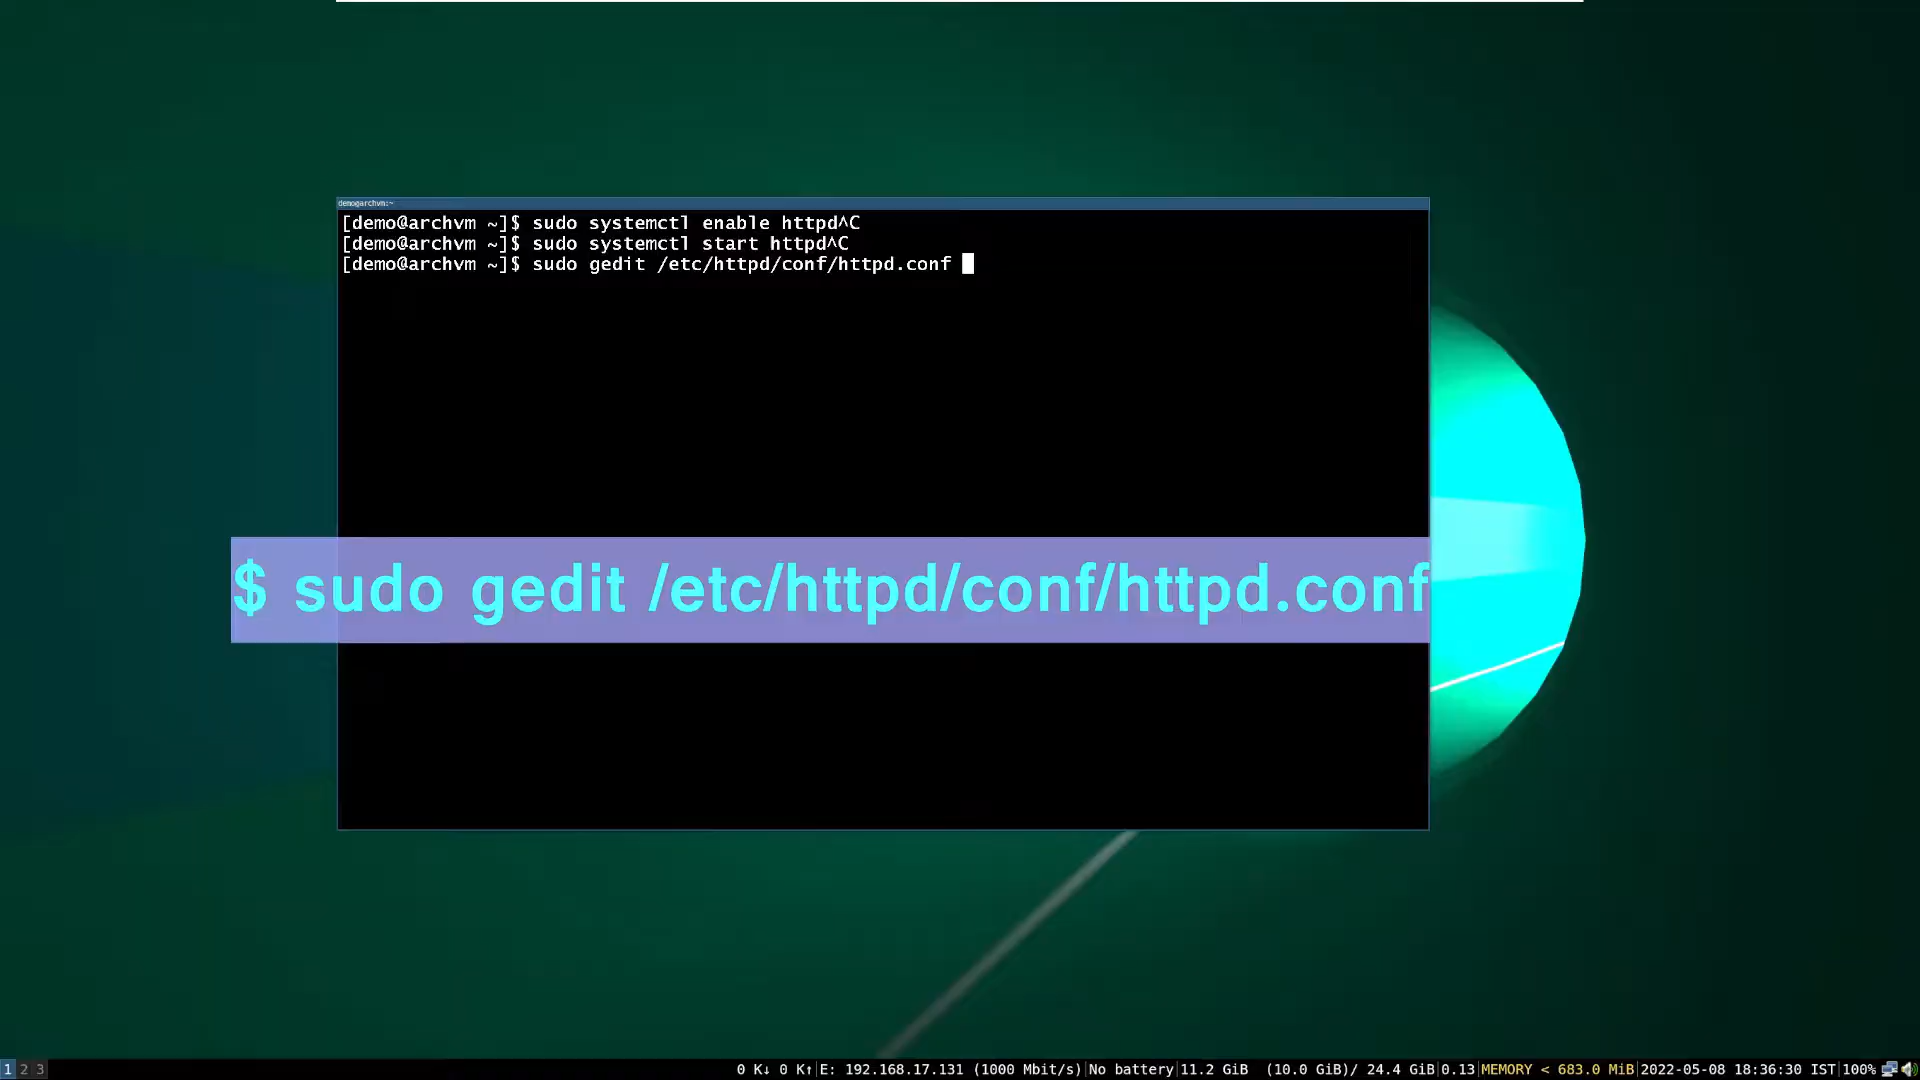 demo@archvm:~
[demo@archvm ~]$ sudo systemctl enable httpd^C
[demo@archvm ~]$ sudo systemctl start httpd^C
[demo@archvm ~]$ sudo gedit /etc/httpd/conf/httpd.conf
$ sudo gedit /etc/httpd/conf/httpd.conf
1 2 3 0 K↓ 0 K↑|E: 192.168.17.131 (1000 Mbit/s)|No battery|11.2 GiB (10.0 GiB)/ 24.4 GiB|0.13|MEMORY < 683.0 MiB|2022-05-08 18:36:30 IST|100%